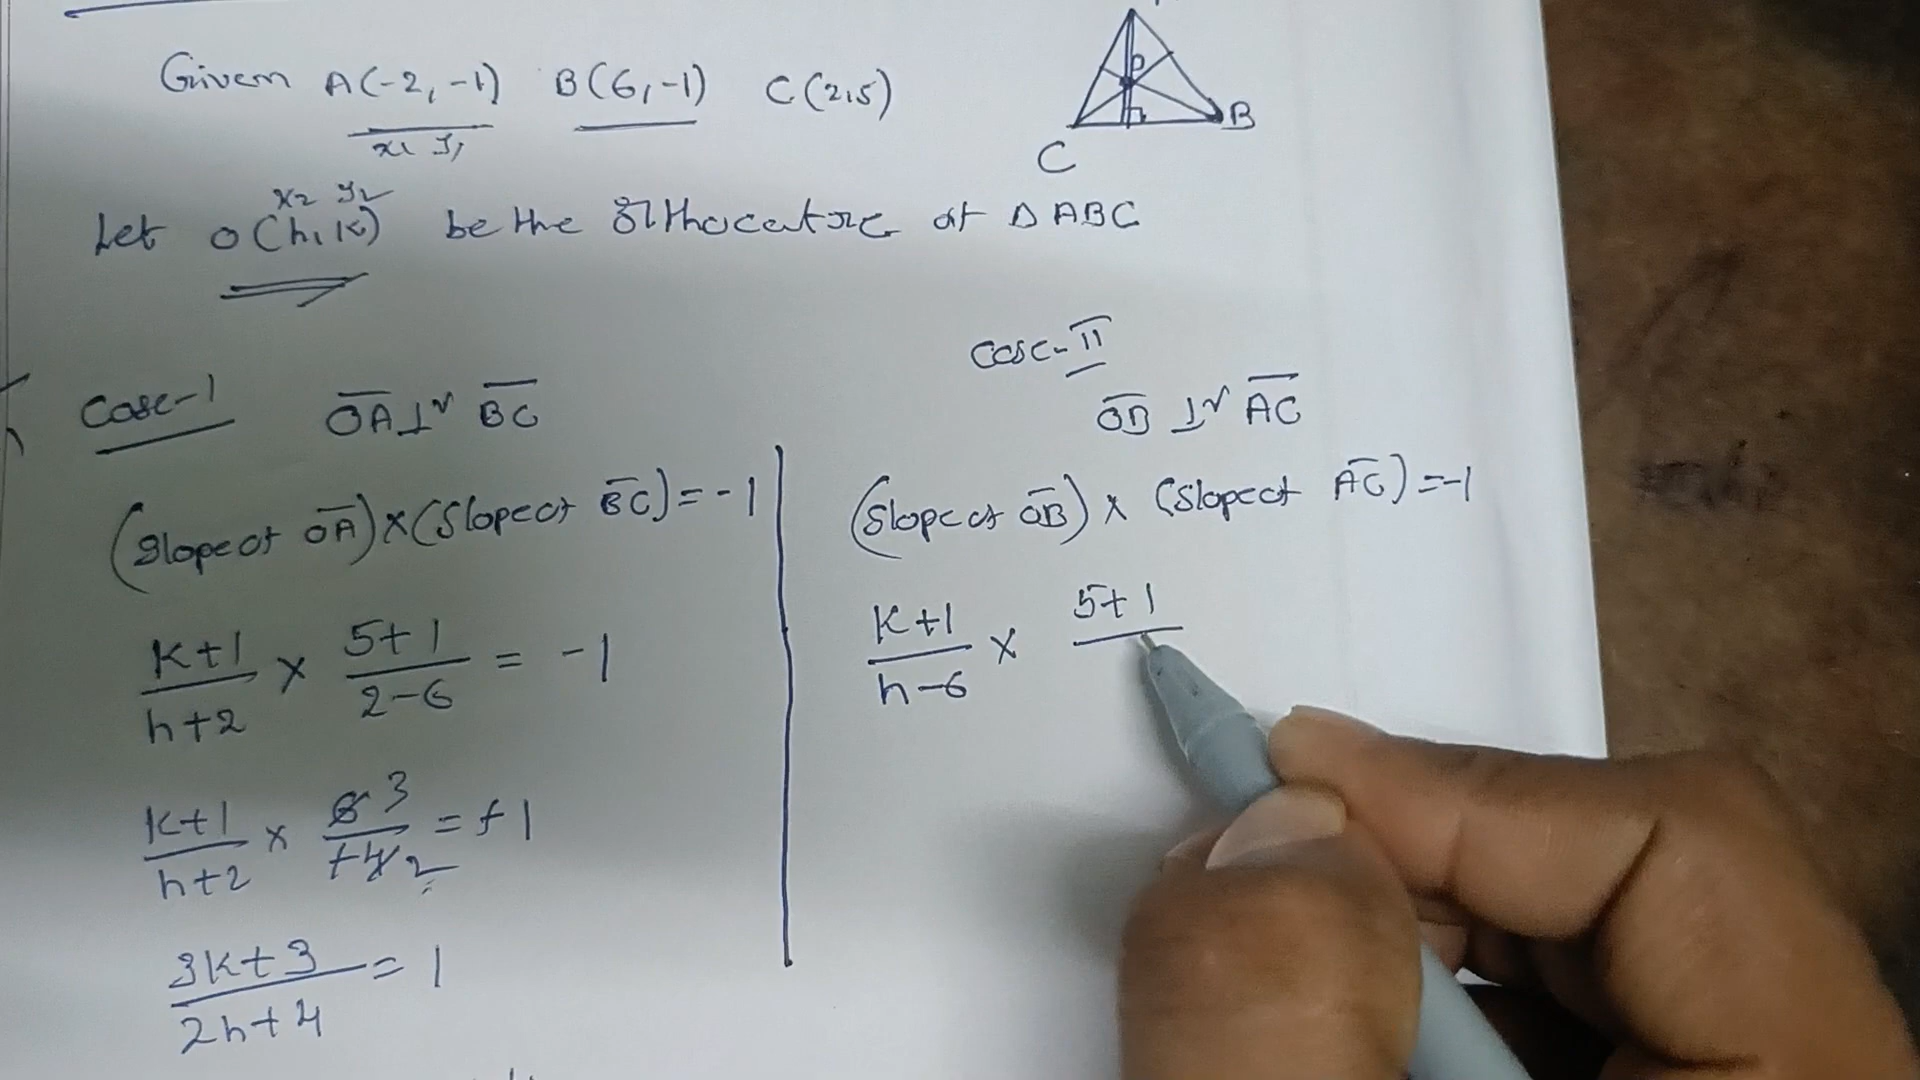 Given A(-2,-1) B(6,-1) C(2,5)
x1 y1
x2 y2
Let O(h,k) be the Orthocentre of Δ ABC
O
B
C
Case-1 OA ⊥r BC
(Slope of OA)×(Slope of BC)=-1
K+1/h+2 × 5+1/2-6 = -1
K+1/h+2 × 6 3/+4 2 = +1
3K+3/2h+4 = 1
Case-II
OB ⊥r AC
(Slope of OB) × (Slope of AC)=-1
K+1/h-6 × 5+1